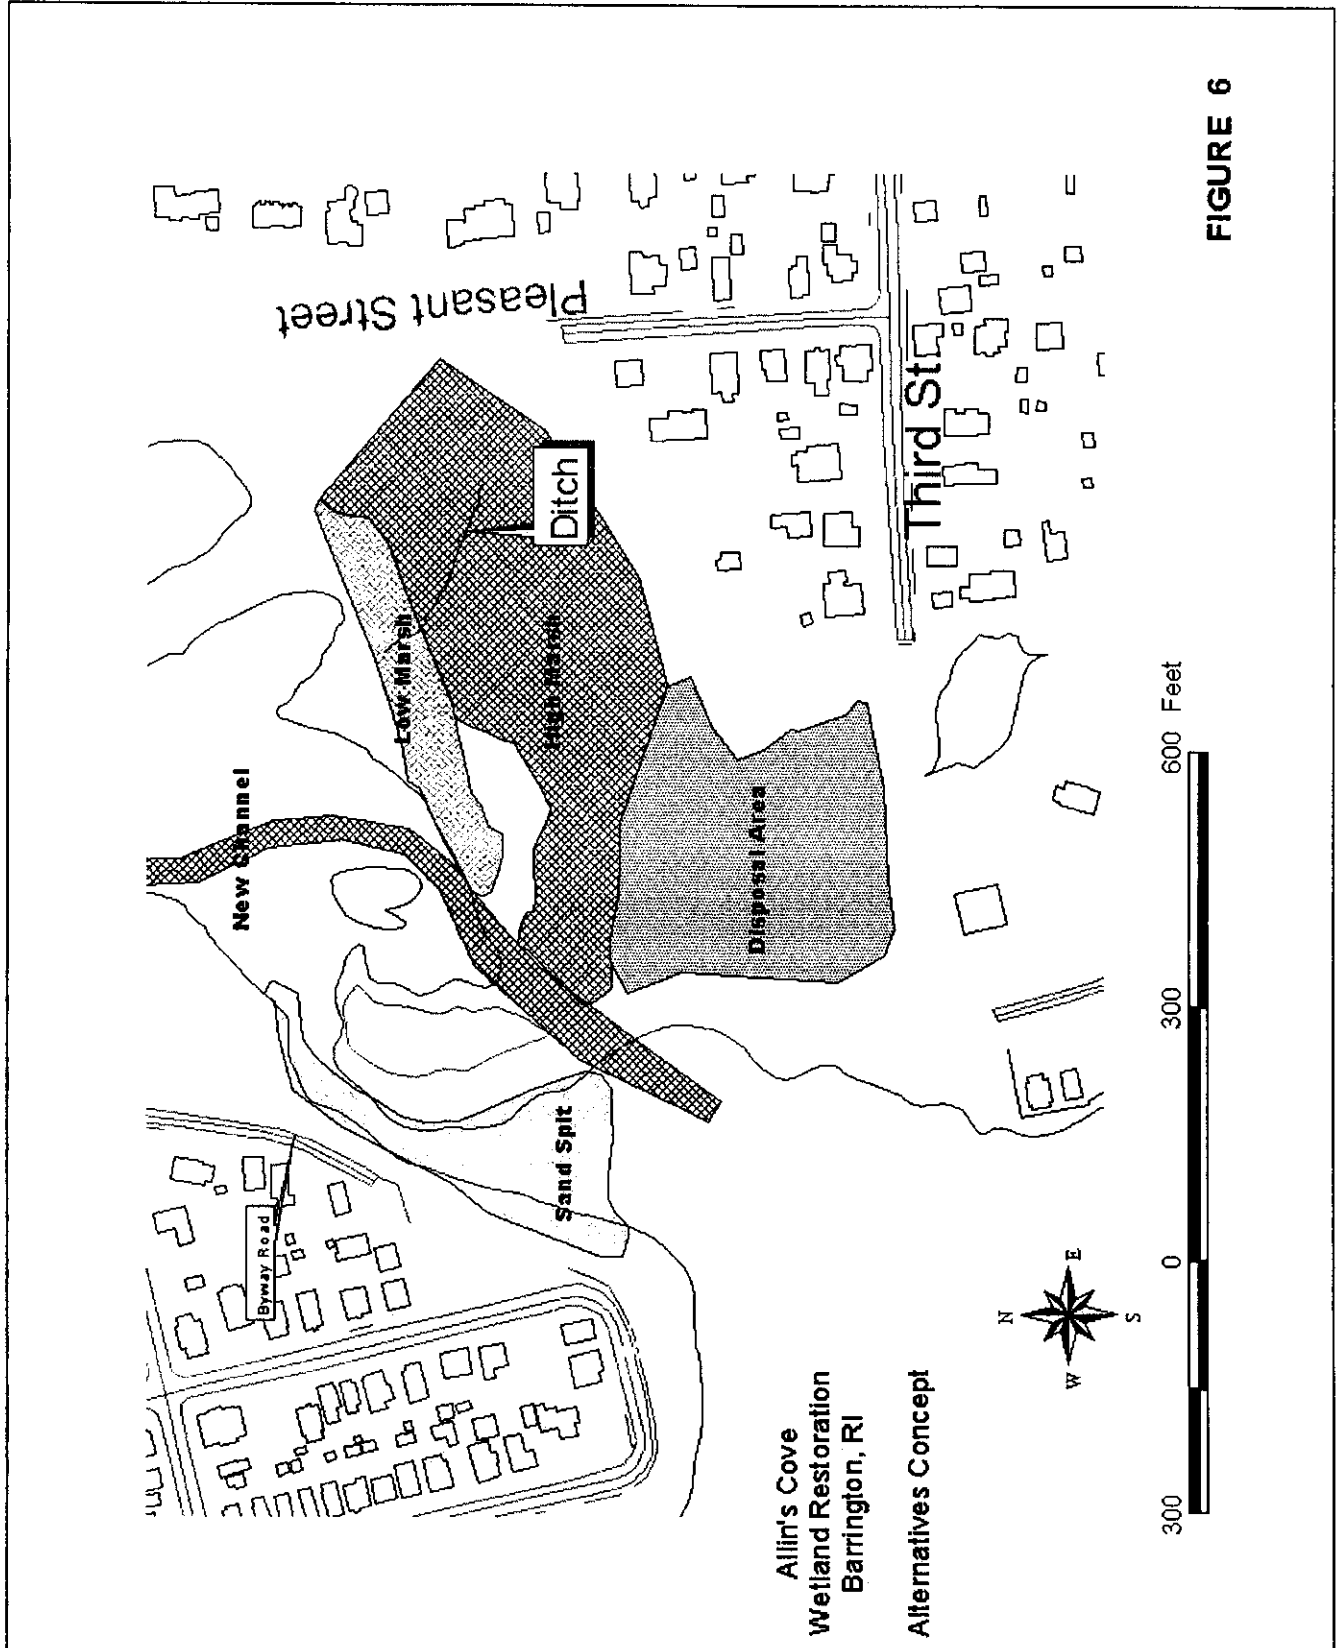 Pleasant Street
New Channel
Low Marsh
Ditch
High Marsh
Byway Road
Sand Spit
Disposal Area
Third St.
Allin's Cove
Wetland Restoration
Barrington, RI
Alternatives Concept
N
W E
S
300 0 300 600 Feet
FIGURE 6